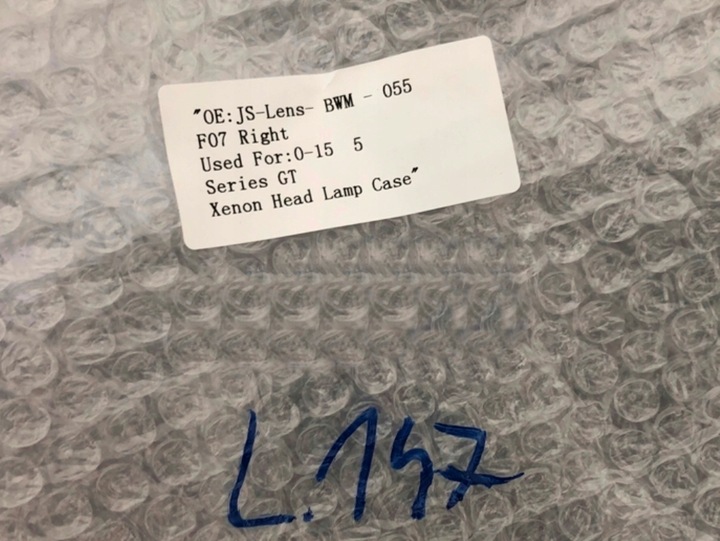 "OE:JS-Lens- BWM - 055
F07 Right
Used For:0-15 5
Series GT
Xenon Head Lamp Case"
L.147